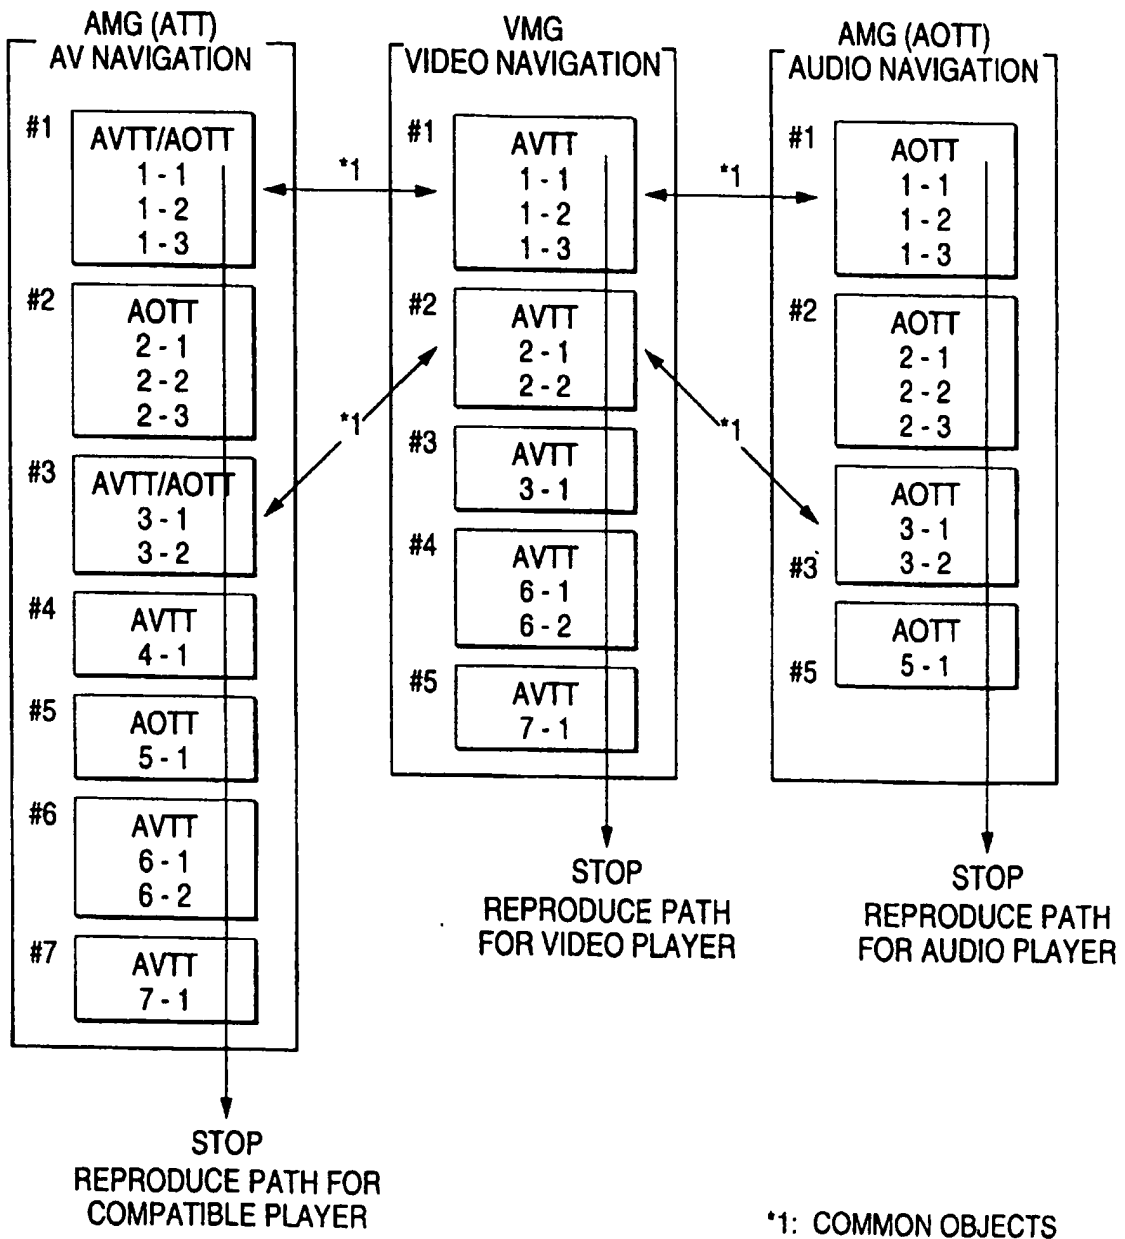 AMG (ATT)
AV NAVIGATION
#1
AVTT/AOTT
1 - 1
1 - 2
1 - 3
#2
AOTT
2 - 1
2 - 2
2 - 3
#3
AVTT/AOTT
3 - 1
3 - 2
#4
AVTT
4 - 1
#5
AOTT
5 - 1
#6
AVTT
6 - 1
6 - 2
#7
AVTT
7 - 1
STOP
REPRODUCE PATH FOR
COMPATIBLE PLAYER
*1
*1
VMG
VIDEO NAVIGATION
#1
AVTT
1 - 1
1 - 2
1 - 3
#2
AVTT
2 - 1
2 - 2
#3
AVTT
3 - 1
#4
AVTT
6 - 1
6 - 2
#5
AVTT
7 - 1
STOP
REPRODUCE PATH
FOR VIDEO PLAYER
*1
*1
AMG (AOTT)
AUDIO NAVIGATION
#1
AOTT
1 - 1
1 - 2
1 - 3
#2
AOTT
2 - 1
2 - 2
2 - 3
#3
AOTT
3 - 1
3 - 2
#5
AOTT
5 - 1
STOP
REPRODUCE PATH
FOR AUDIO PLAYER
*1: COMMON OBJECTS